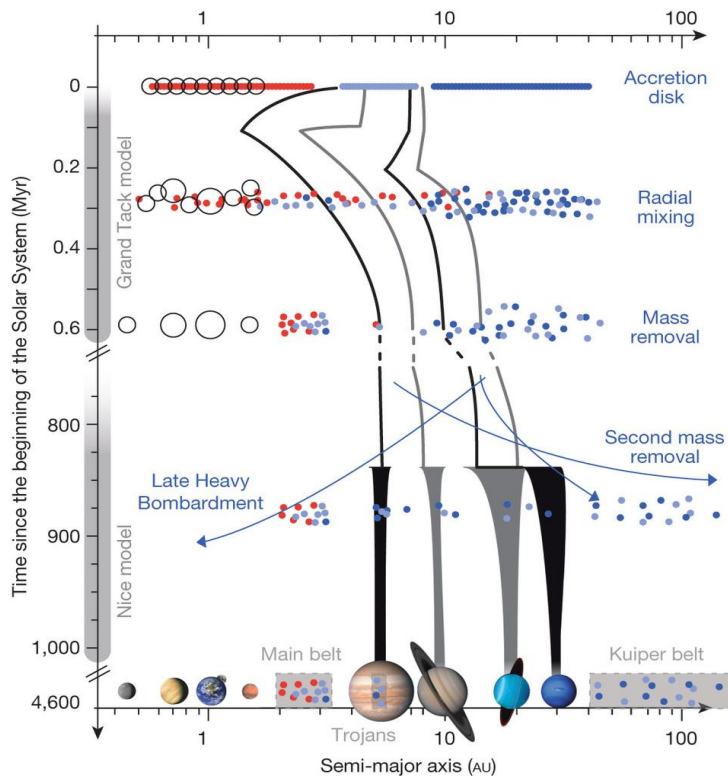 1 10 100
0 Accretion
disk
0.2
Radial
mixing
0.4
0.6 Mass
removal
800
Second mass
removal
Late Heavy
Bombardment
900
1,000
Main belt Kuiper belt
4,600
Trojans
1 10 100
Semi-major axis (AU)
Time since the beginning of the Solar System (Myr)
Grand Tack model
Nice model